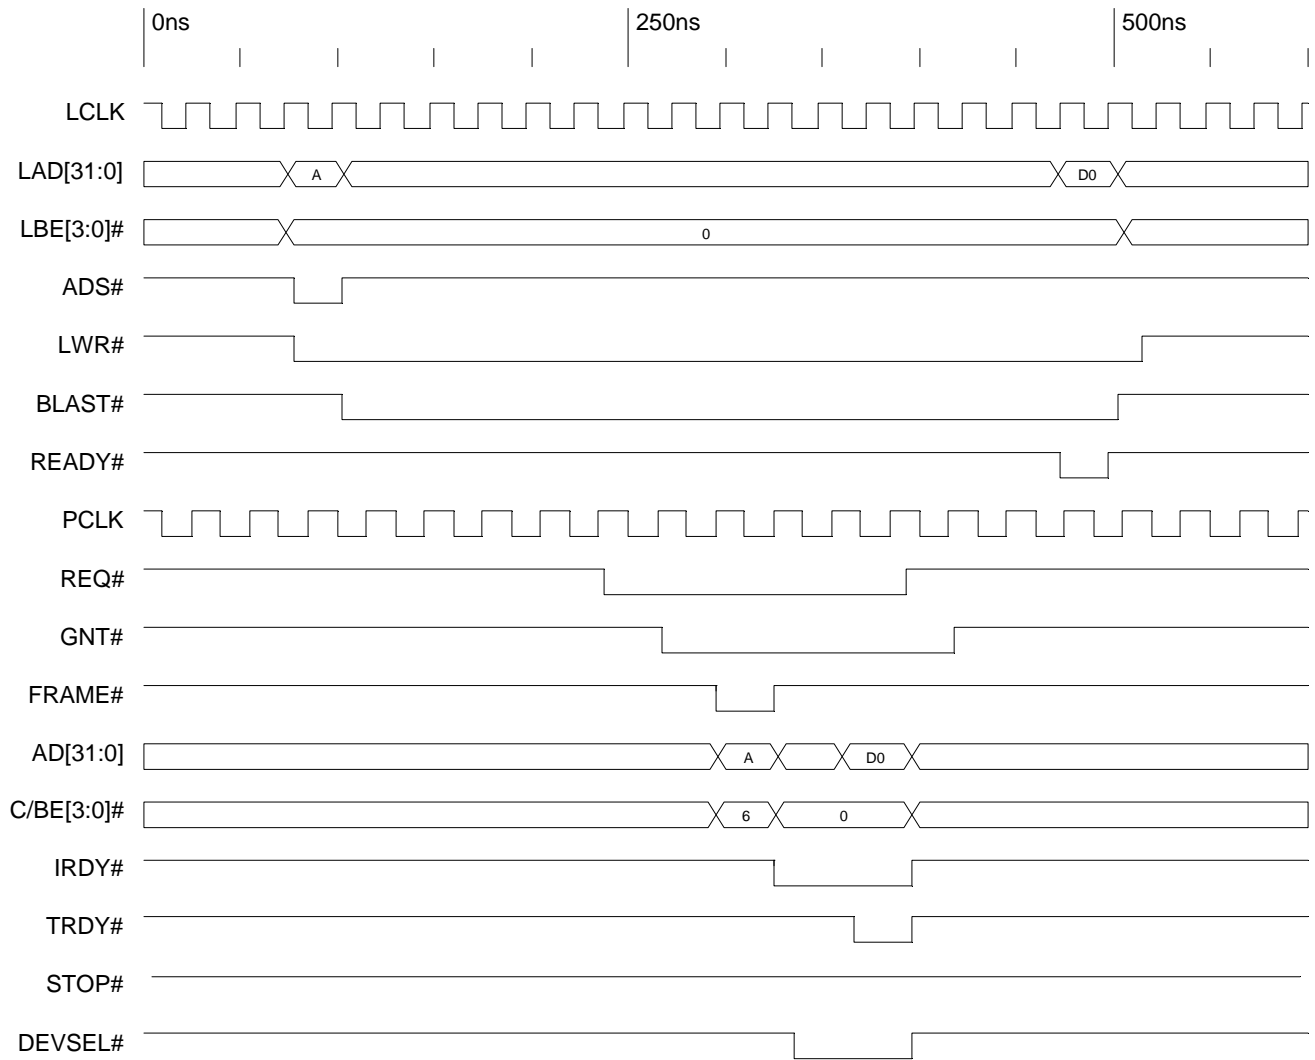 0ns 250ns 500ns
LCLK
LAD[31:0] A D0
LBE[3:0]# 0
ADS#
LWR#
BLAST#
READY#
PCLK
REQ#
GNT#
FRAME#
AD[31:0] A D0
C/BE[3:0]# 6 0
IRDY#
TRDY#
STOP#
DEVSEL#